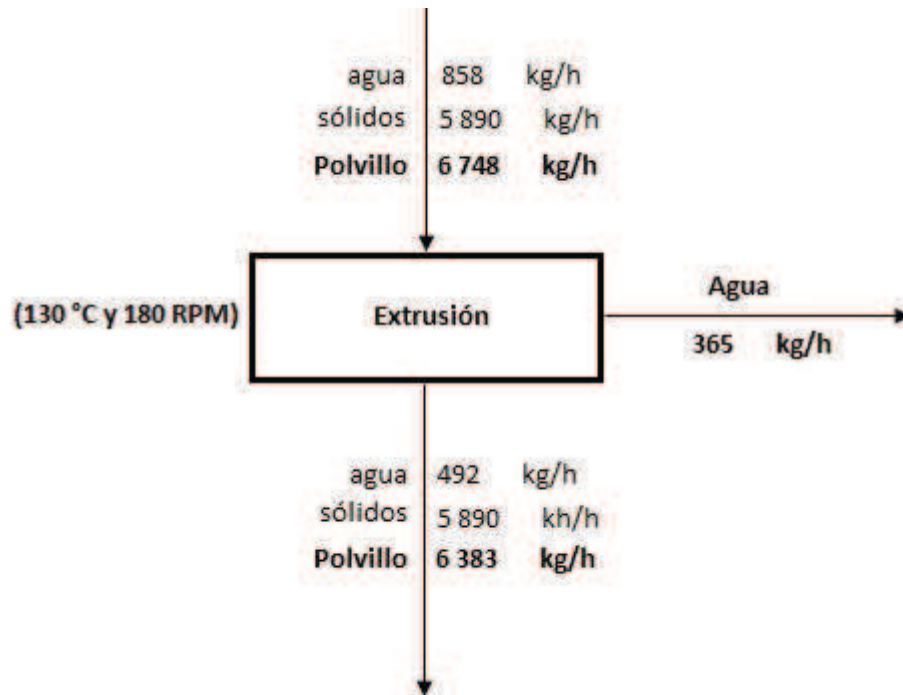 agua 858 kg/h
sólidos 5 890 kg/h
Polvillo 6 748 kg/h
(130 °C y 180 RPM)
Extrusión
Agua
365 kg/h
agua 492 kg/h
sólidos 5 890 kh/h
Polvillo 6 383 kg/h